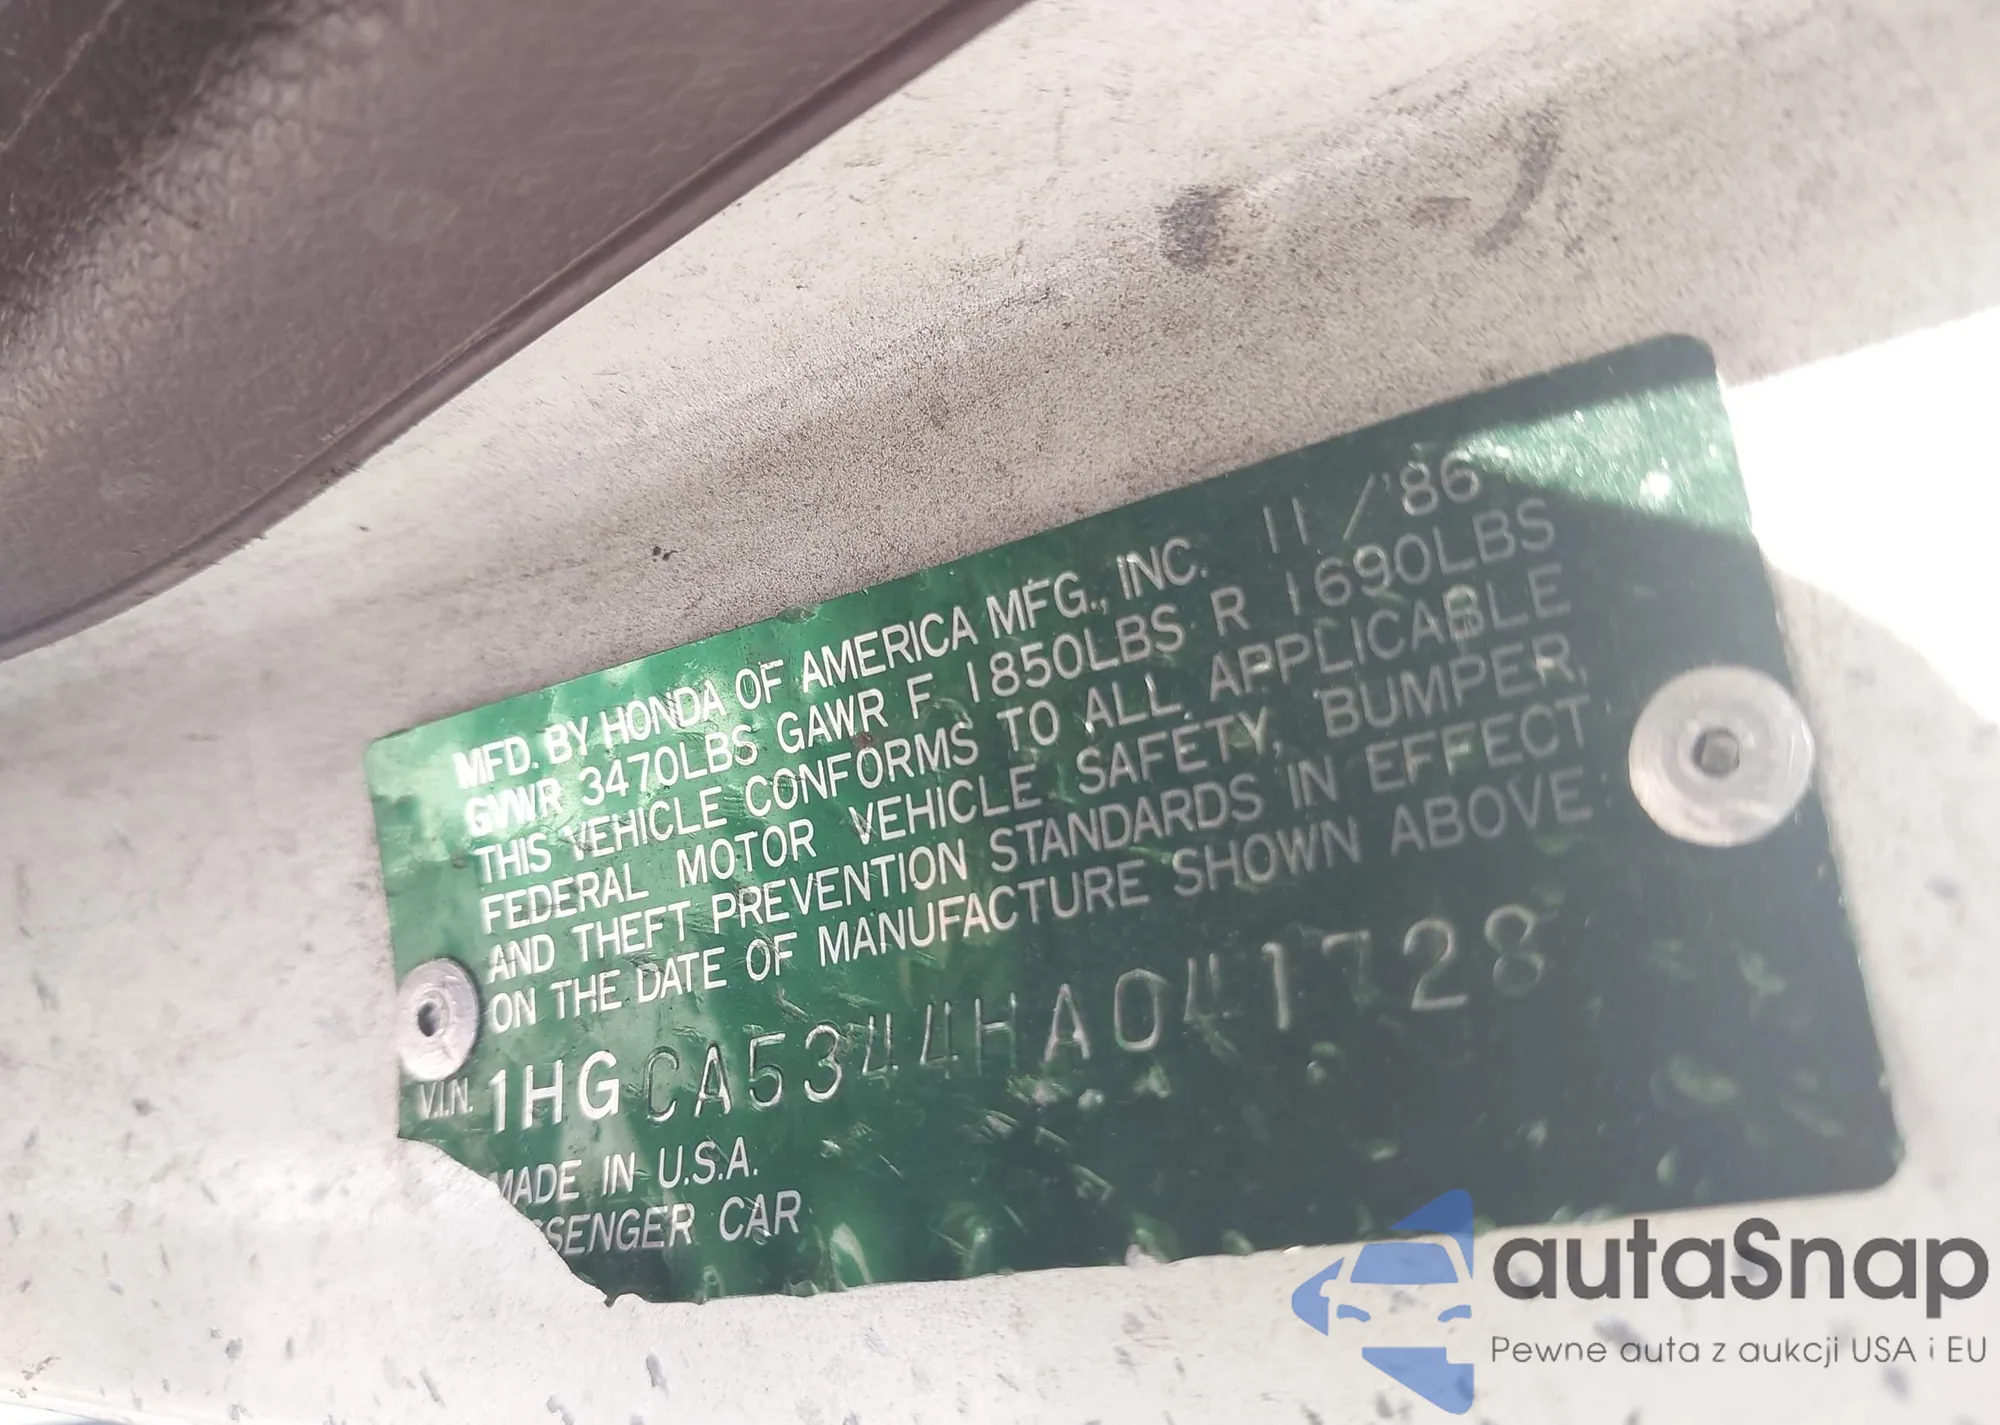 MFD. BY HONDA OF AMERICA MFG., INC. 11 / '86
GVWR 3470LBS GAWR F 1850LBS R 1690LBS
THIS VEHICLE CONFORMS TO ALL APPLICABLE
FEDERAL MOTOR VEHICLE SAFETY, BUMPER,
AND THEFT PREVENTION STANDARDS IN EFFECT
ON THE DATE OF MANUFACTURE SHOWN ABOVE
V.I.N. 1HGCA5344HA041728
MADE IN U.S.A.
SSENGER CAR
autaSnap
Pewne auta z aukcji USA i EU